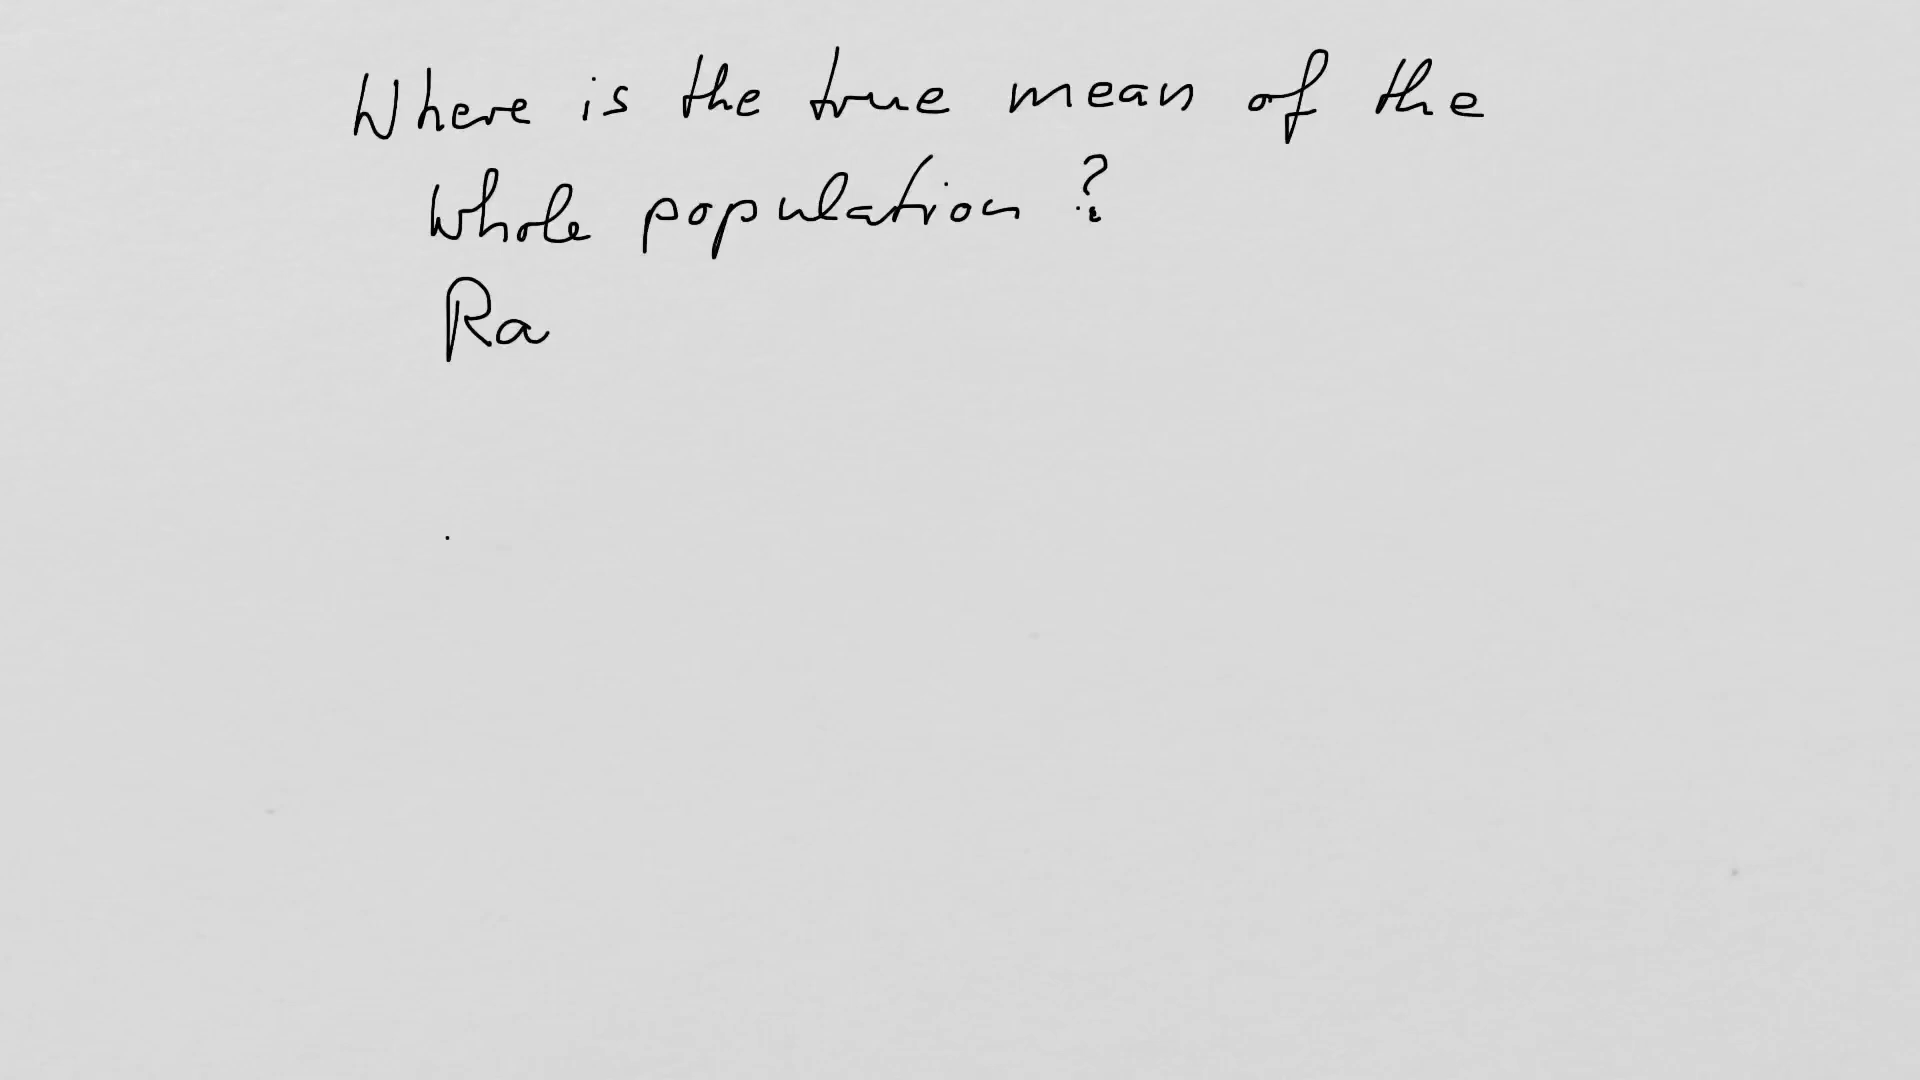 Where is the true mean of the
whole population?
Ra